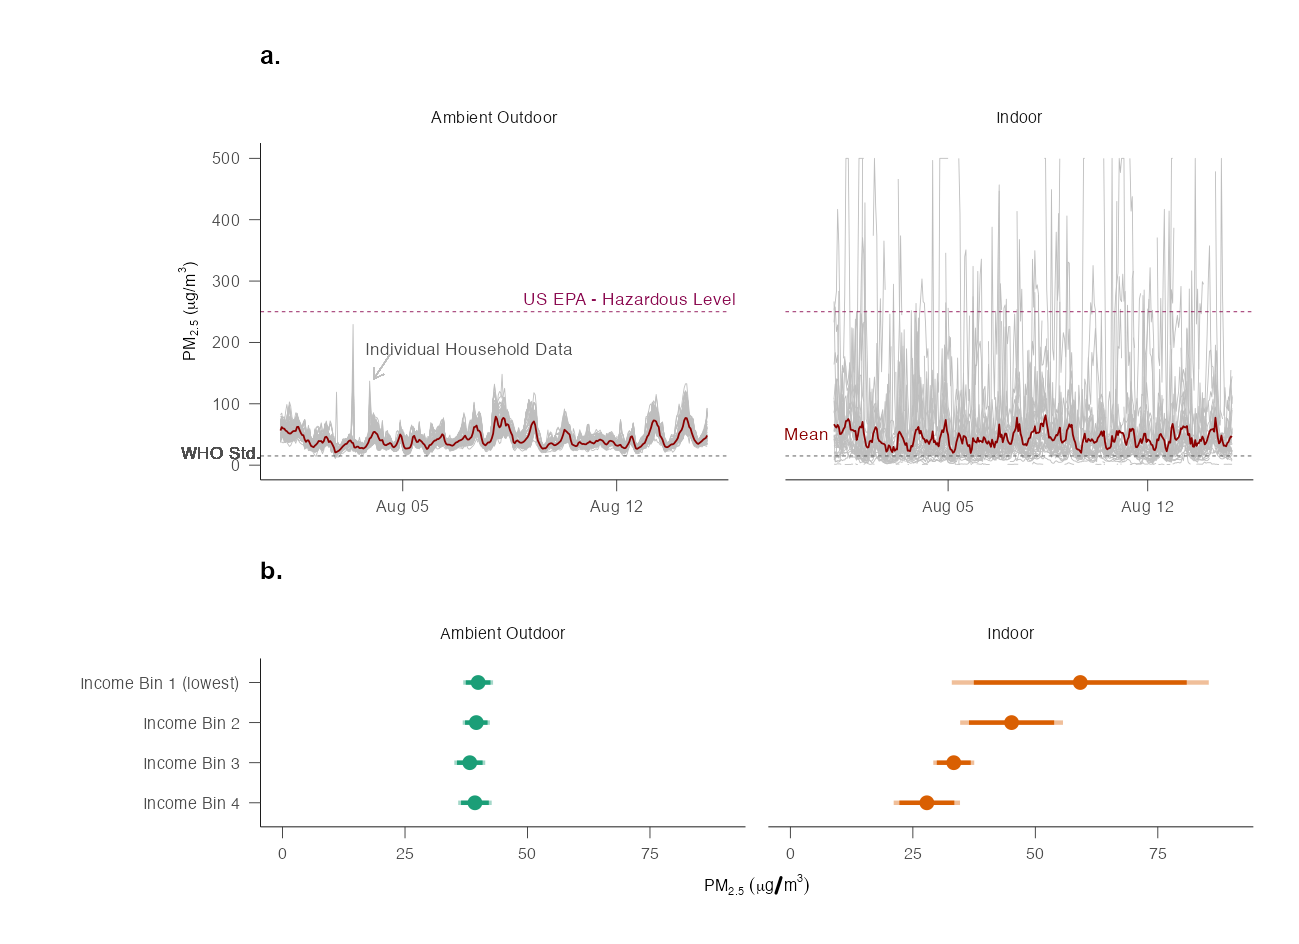 a.
Ambient Outdoor
Indoor
500
400
300
200
100
0
PM2.5 (µg/m3)
US EPA - Hazardous Level
Individual Household Data
WHO Std.
Mean
Aug 05
Aug 12
Aug 05
Aug 12
b.
Ambient Outdoor
Indoor
Income Bin 1 (lowest)
Income Bin 2
Income Bin 3
Income Bin 4
0
25
50
75
0
25
50
75
PM2.5 (µg/m3)